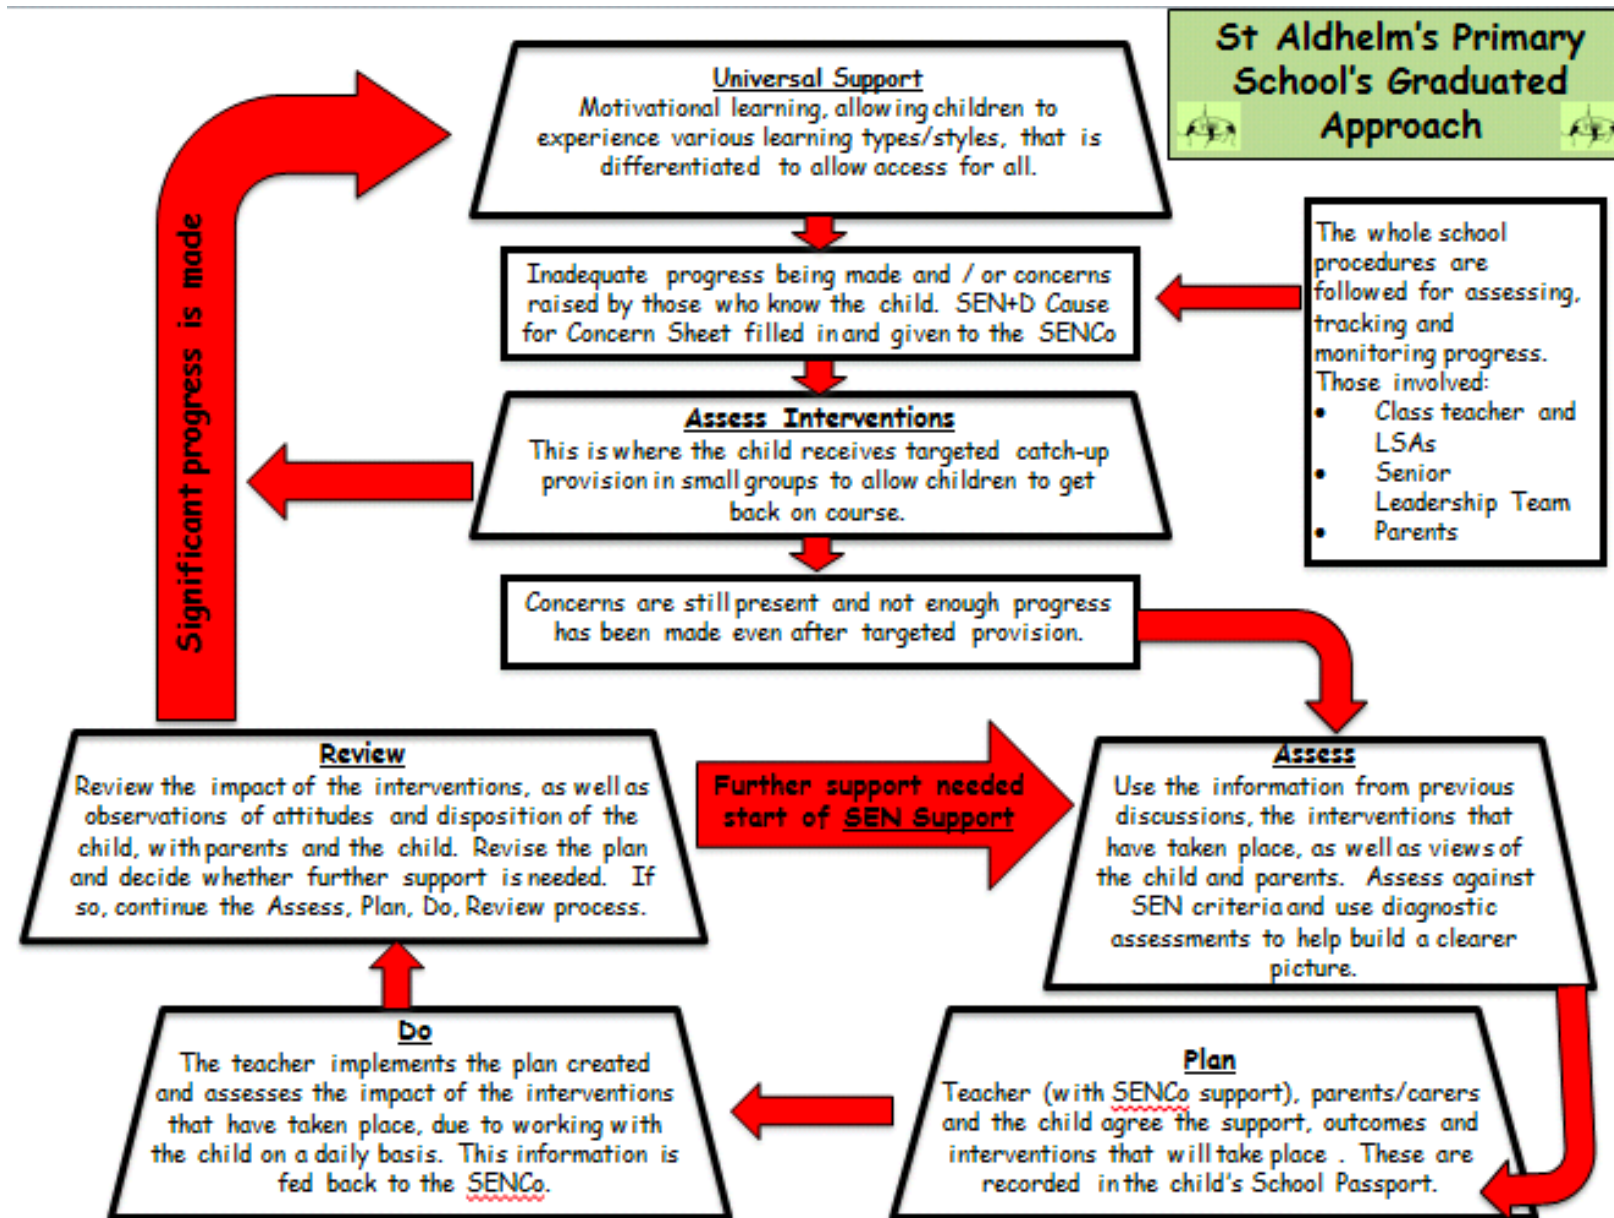 St Aldhelm's Primary
School's Graduated
Approach
Universal Support
Motivational learning, allowing children to
experience various learning types/styles, that is
differentiated to allow access for all.
Inadequate progress being made and / or concerns
raised by those who know the child. SEN+D Cause
for Concern Sheet filled in and given to the SENCo
The whole school
procedures are
followed for assessing,
tracking and
monitoring progress.
Those involved:
• Class teacher and
LSAs
• Senior
Leadership Team
• Parents
Assess Interventions
This is where the child receives targeted catch-up
provision in small groups to allow children to get
back on course.
Concerns are still present and not enough progress
has been made even after targeted provision.
Significant progress is made
Further support needed
start of SEN Support
Assess
Use the information from previous
discussions, the interventions that
have taken place, as well as views of
the child and parents. Assess against
SEN criteria and use diagnostic
assessments to help build a clearer
picture.
Plan
Teacher (with SENCo support), parents/carers
and the child agree the support, outcomes and
interventions that will take place . These are
recorded in the child's School Passport.
Do
The teacher implements the plan created
and assesses the impact of the interventions
that have taken place, due to working with
the child on a daily basis. This information is
fed back to the SENCo.
Review
Review the impact of the interventions, as well as
observations of attitudes and disposition of the
child, with parents and the child. Revise the plan
and decide whether further support is needed. If
so, continue the Assess, Plan, Do, Review process.